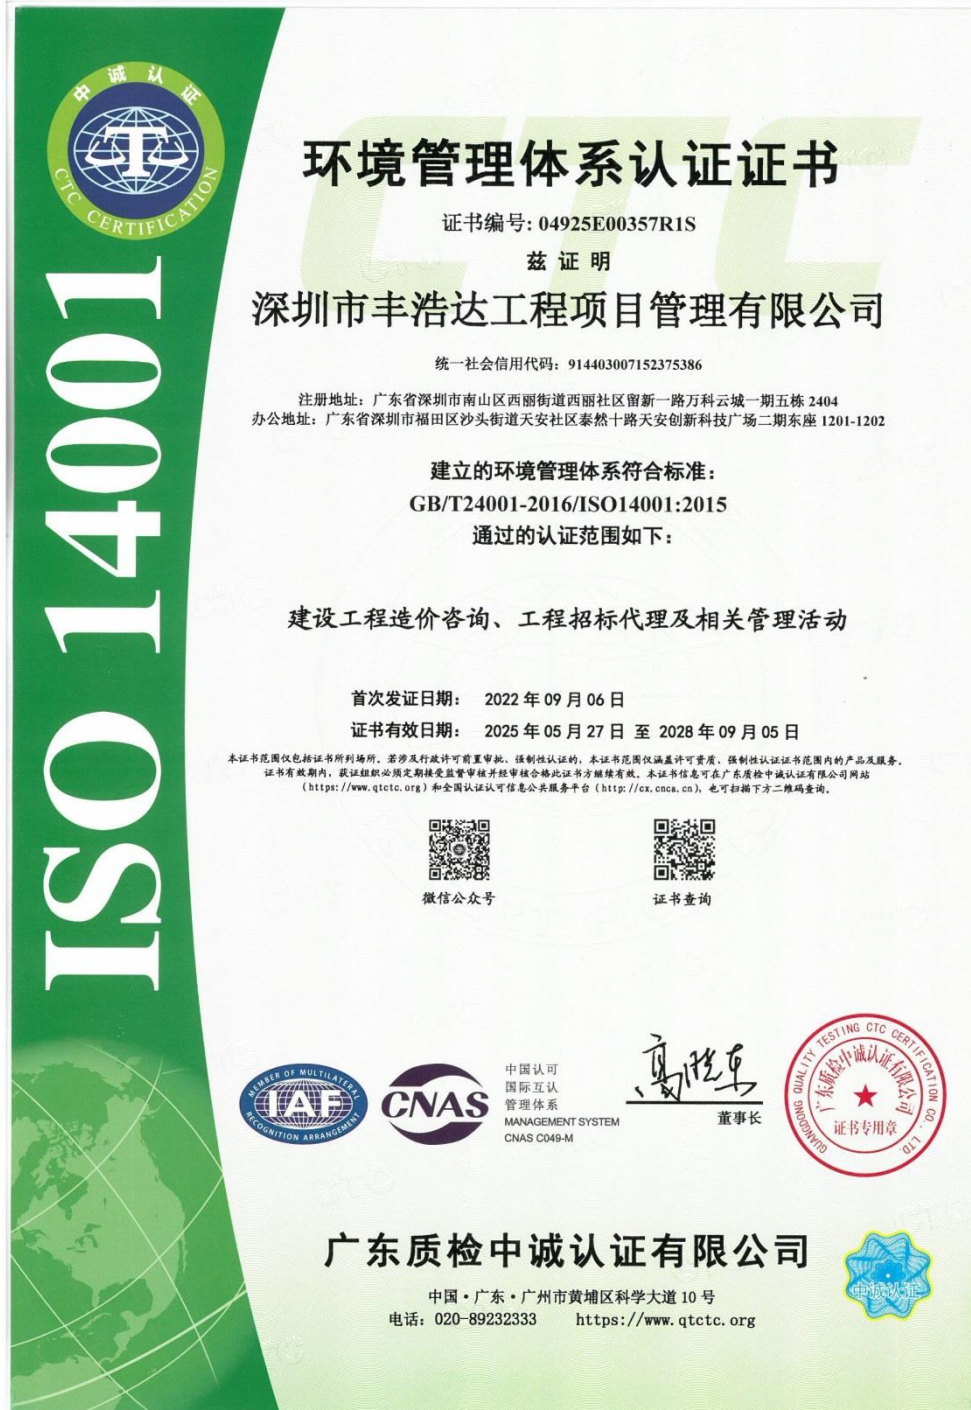 中诚认证
CTC CERTIFICATION
ISO 14001
CTC
环境管理体系认证证书
证书编号: 04925E00357R1S
兹 证 明
深圳市丰浩达工程项目管理有限公司
统一社会信用代码：914403007152375386
注册地址：广东省深圳市南山区西丽街道西丽社区留新一路万科云城一期五栋 2404
办公地址：广东省深圳市福田区沙头街道天安社区泰然十路天安创新科技广场二期东座 1201-1202
建立的环境管理体系符合标准：
GB/T24001-2016/ISO14001:2015
通过的认证范围如下：
建设工程造价咨询、工程招标代理及相关管理活动
首次发证日期： 2022 年 09 月 06 日
证书有效日期： 2025 年 05 月 27 日 至 2028 年 09 月 05 日
本证书范围仅包括证书所列场所。若涉及行政许可前置审批、强制性认证的，本证书范围仅涵盖许可资质、强制性认证证书范围内的产品及服务。
证书有效期内，获证组织必须定期接受监督审核并经审核合格此证书方继续有效。本证书信息可在广东质检中诚认证有限公司网站
（https://www.qtctc.org）和全国认证认可信息公共服务平台（http://cx.cnca.cn），也可扫描下方二维码查询。
微信公众号
证书查询
MEMBER OF MULTILATERAL
IAF
RECOGNITION ARRANGEMENT
CNAS
中国认可
国际互认
管理体系
MANAGEMENT SYSTEM
CNAS C049-M
高晓东
董事长
GUANGDONG QUALITY TESTING CTC CERTIFICATION CO., LTD.
广东质检中诚认证有限公司
证书专用章
广东质检中诚认证有限公司
中国·广东·广州市黄埔区科学大道 10 号
电话：020-89232333 https://www.qtctc.org
中诚认证